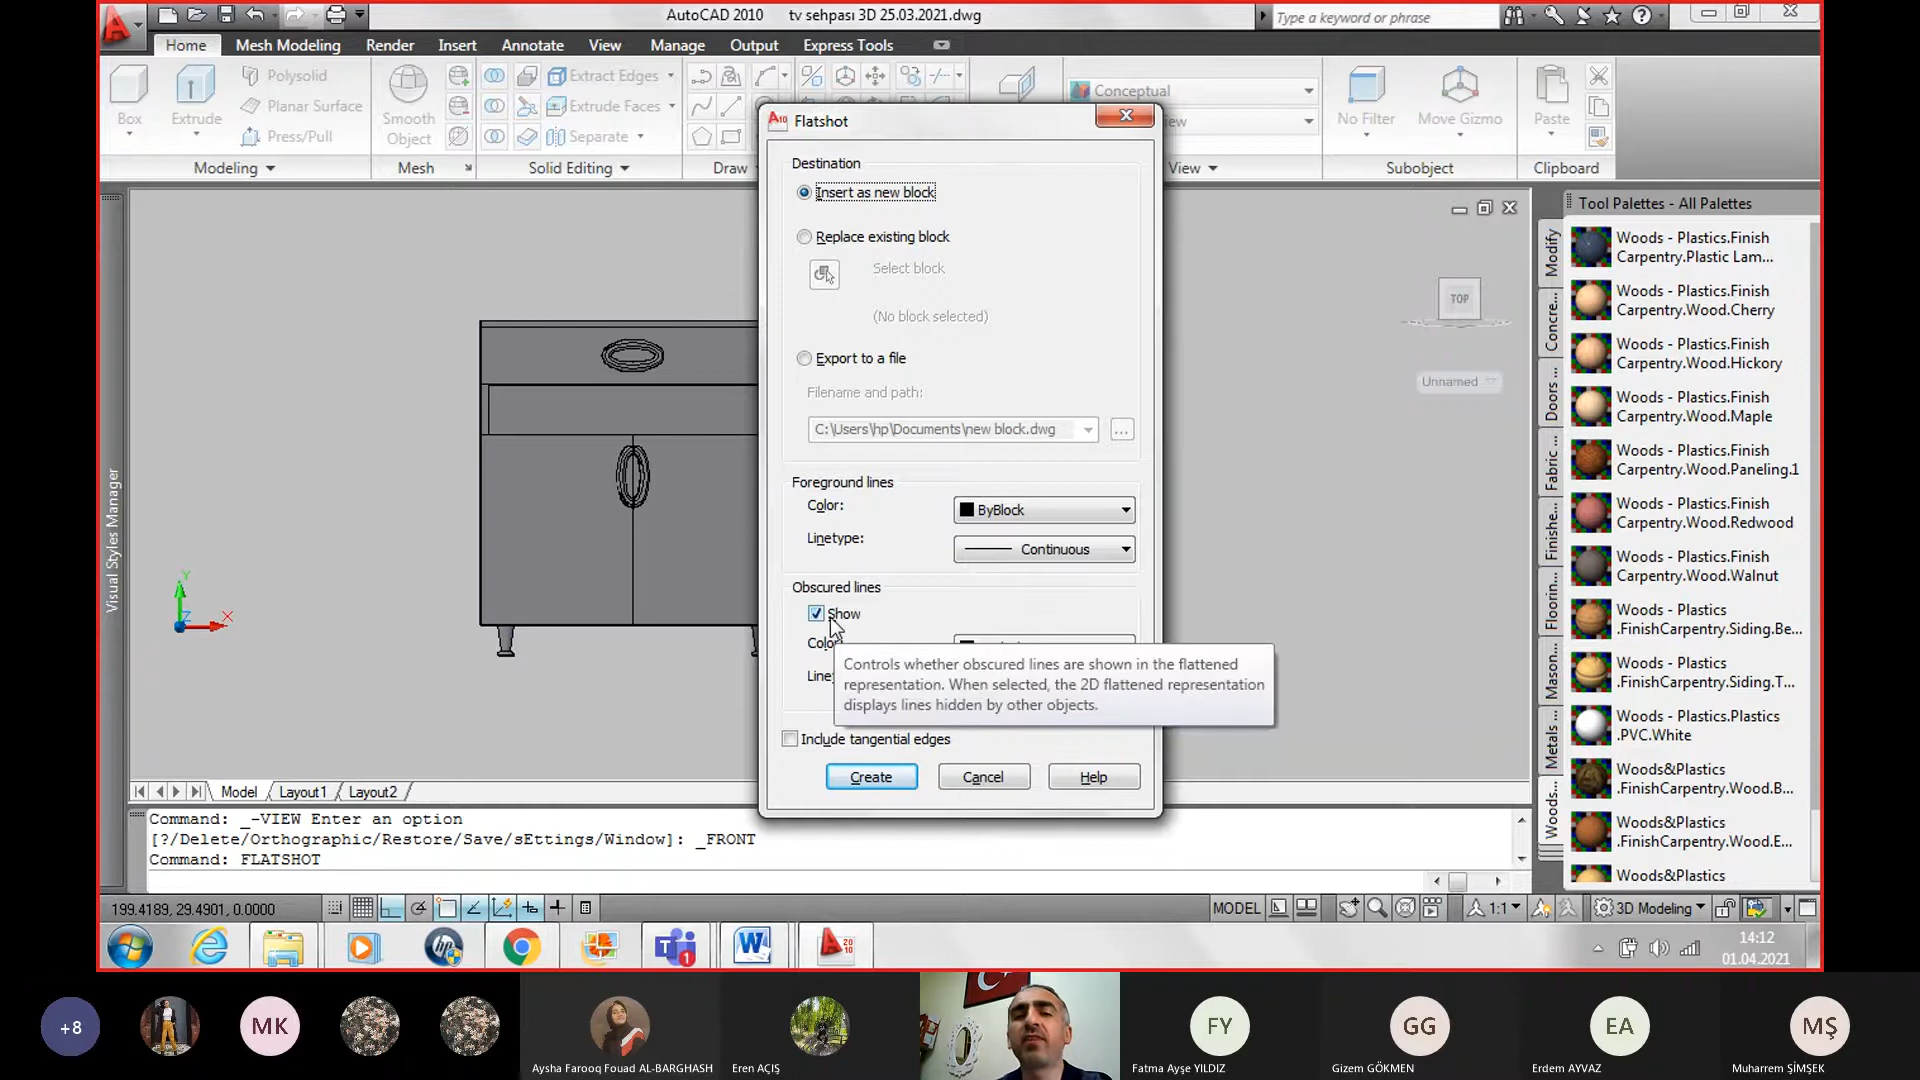 AutoCAD 2010 tv sehpası 3D 25.03.2021.dwg
Type a keyword or phrase
Home Mesh Modeling Render Insert Annotate View Manage Output Express Tools
Box
Extrude
Polysolid
Planar Surface
Press/Pull
Smooth
Object
Extract Edges
Extrude Faces
Separate
Conceptual
No Filter
Move Gizmo
Paste
Modeling
Mesh
Solid Editing
Draw
View
Subobject
Clipboard
Flatshot
Destination
Insert as new block
Replace existing block
Select block
(No block selected)
Export to a file
Filename and path:
C:\Users\hp\Documents\new block.dwg
...
Foreground lines
Color:
ByBlock
Linetype:
Continuous
Obscured lines
Show
Controls whether obscured lines are shown in the flattened
representation. When selected, the 2D flattened representation
displays lines hidden by other objects.
Include tangential edges
Create
Cancel
Help
Visual Styles Manager
Y
X
Z
TOP
Unnamed
Tool Palettes - All Palettes
Modify
Concre...
Doors ...
Fabric ...
Finishe...
Floorin...
Mason...
Metals ...
Woods...
Woods - Plastics.Finish
Carpentry.Plastic Lam...
Woods - Plastics.Finish
Carpentry.Wood.Cherry
Woods - Plastics.Finish
Carpentry.Wood.Hickory
Woods - Plastics.Finish
Carpentry.Wood.Maple
Woods - Plastics.Finish
Carpentry.Wood.Paneling.1
Woods - Plastics.Finish
Carpentry.Wood.Redwood
Woods - Plastics.Finish
Carpentry.Wood.Walnut
Woods - Plastics
.FinishCarpentry.Siding.Be...
Woods - Plastics
.FinishCarpentry.Siding.T...
Woods - Plastics.Plastics
.PVC.White
Woods&Plastics
.FinishCarpentry.Wood.B...
Woods&Plastics
.FinishCarpentry.Wood.E...
Woods&Plastics
Model Layout1 Layout2
Command: _-VIEW Enter an option
[?/Delete/Orthographic/Restore/Save/sEttings/Window]: _FRONT
Command: FLATSHOT
199.4189, 29.4901, 0.0000
MODEL
1:1
3D Modeling
14:12
01.04.2021
+8
MK
Aysha Farooq Fouad AL-BARGHASH
Eren AÇIŞ
FY
Fatma Ayşe YILDIZ
GG
Gizem GÖKMEN
EA
Erdem AYVAZ
MŞ
Muharrem ŞİMŞEK